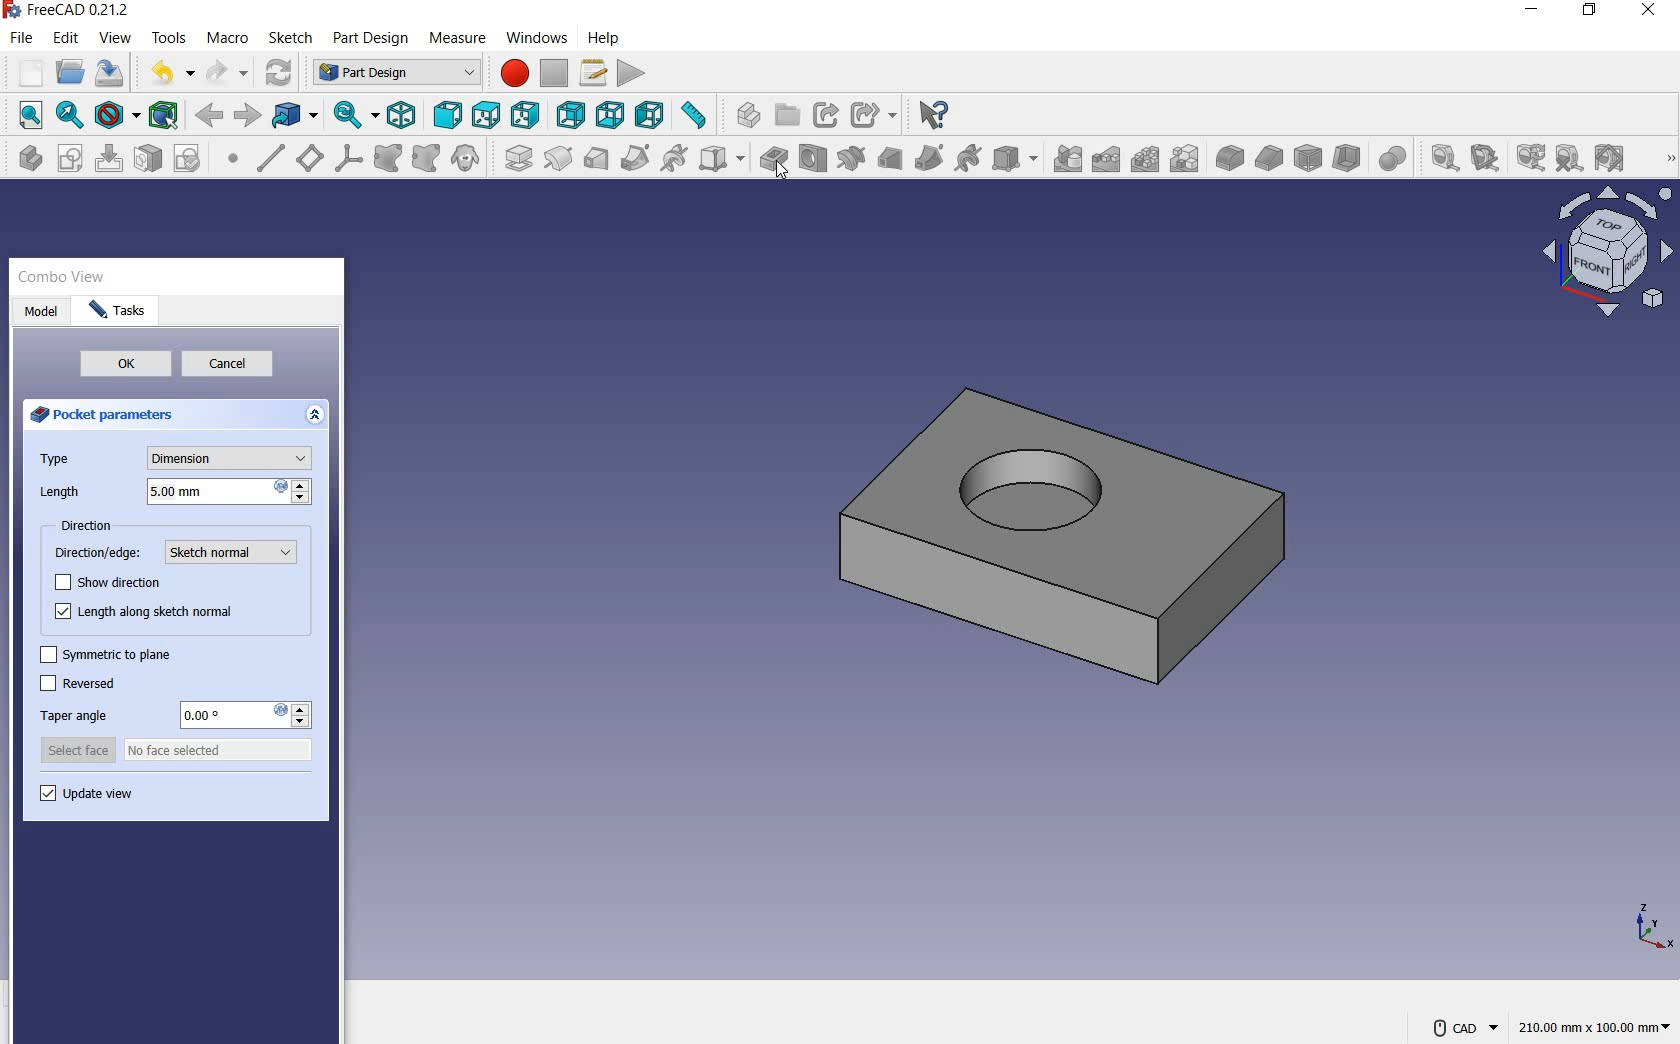 FreeCAD 0.21.2
File Edit View Tools Macro Sketch Part Design Measure Windows Help
Part Design
TOP
FRONT RIGHT
Combo View
Model Tasks
OK Cancel
Pocket parameters
Type Dimension
Length 5.00 mm
Direction
Direction/edge: Sketch normal
Show direction
Length along sketch normal
Symmetric to plane
Reversed
Taper angle 0.00 °
Select face No face selected
Update view
Z
Y
X
CAD 210.00 mm x 100.00 mm